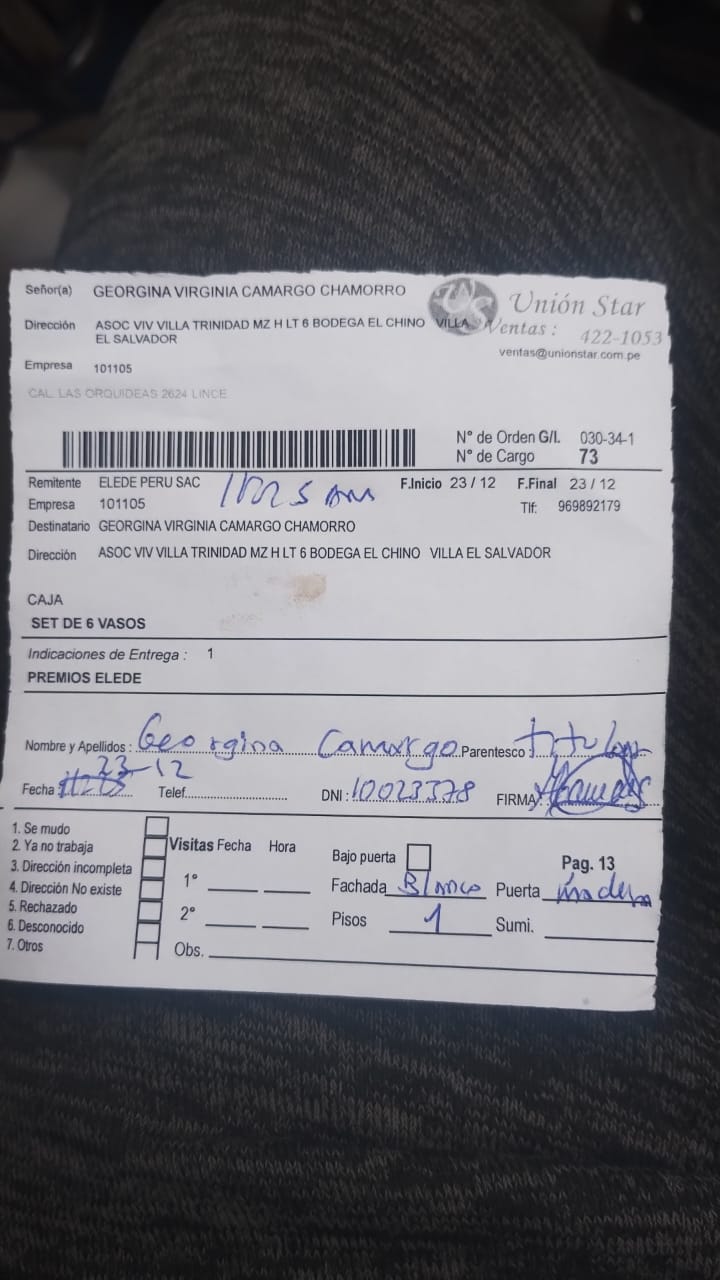 Señor(a) GEORGINA VIRGINIA CAMARGO CHAMORRO
Unión Star
Dirección ASOC VIV VILLA TRINIDAD MZ H LT 6 BODEGA EL CHINO VILLA
EL SALVADOR
Ventas : 422-1053
ventas@unionstar.com.pe
Empresa 101105
CAL. LAS ORQUIDEAS 2624 LINCE
N° de Orden G/I. 030-34-1
N° de Cargo 73
Remitente ELEDE PERU SAC F.Inicio 23 / 12 F.Final 23 / 12
Empresa 101105 Tlf: 969892179
Destinatario GEORGINA VIRGINIA CAMARGO CHAMORRO
Dirección ASOC VIV VILLA TRINIDAD MZ H LT 6 BODEGA EL CHINO VILLA EL SALVADOR
CAJA
SET DE 6 VASOS
Indicaciones de Entrega : 1
PREMIOS ELEDE
Nombre y Apellidos : Georgina Camargo Parentesco Titular
Fecha 23-12 Telef. DNI : 10023378 FIRMA:
1. Se mudo
2. Ya no trabaja
3. Dirección incompleta
4. Dirección No existe
5. Rechazado
6. Desconocido
7. Otros
Visitas Fecha Hora
1°
2°
Obs.
Bajo puerta
Pag. 13
Fachada Blanco Puerta madera
Pisos 1 Sumi.